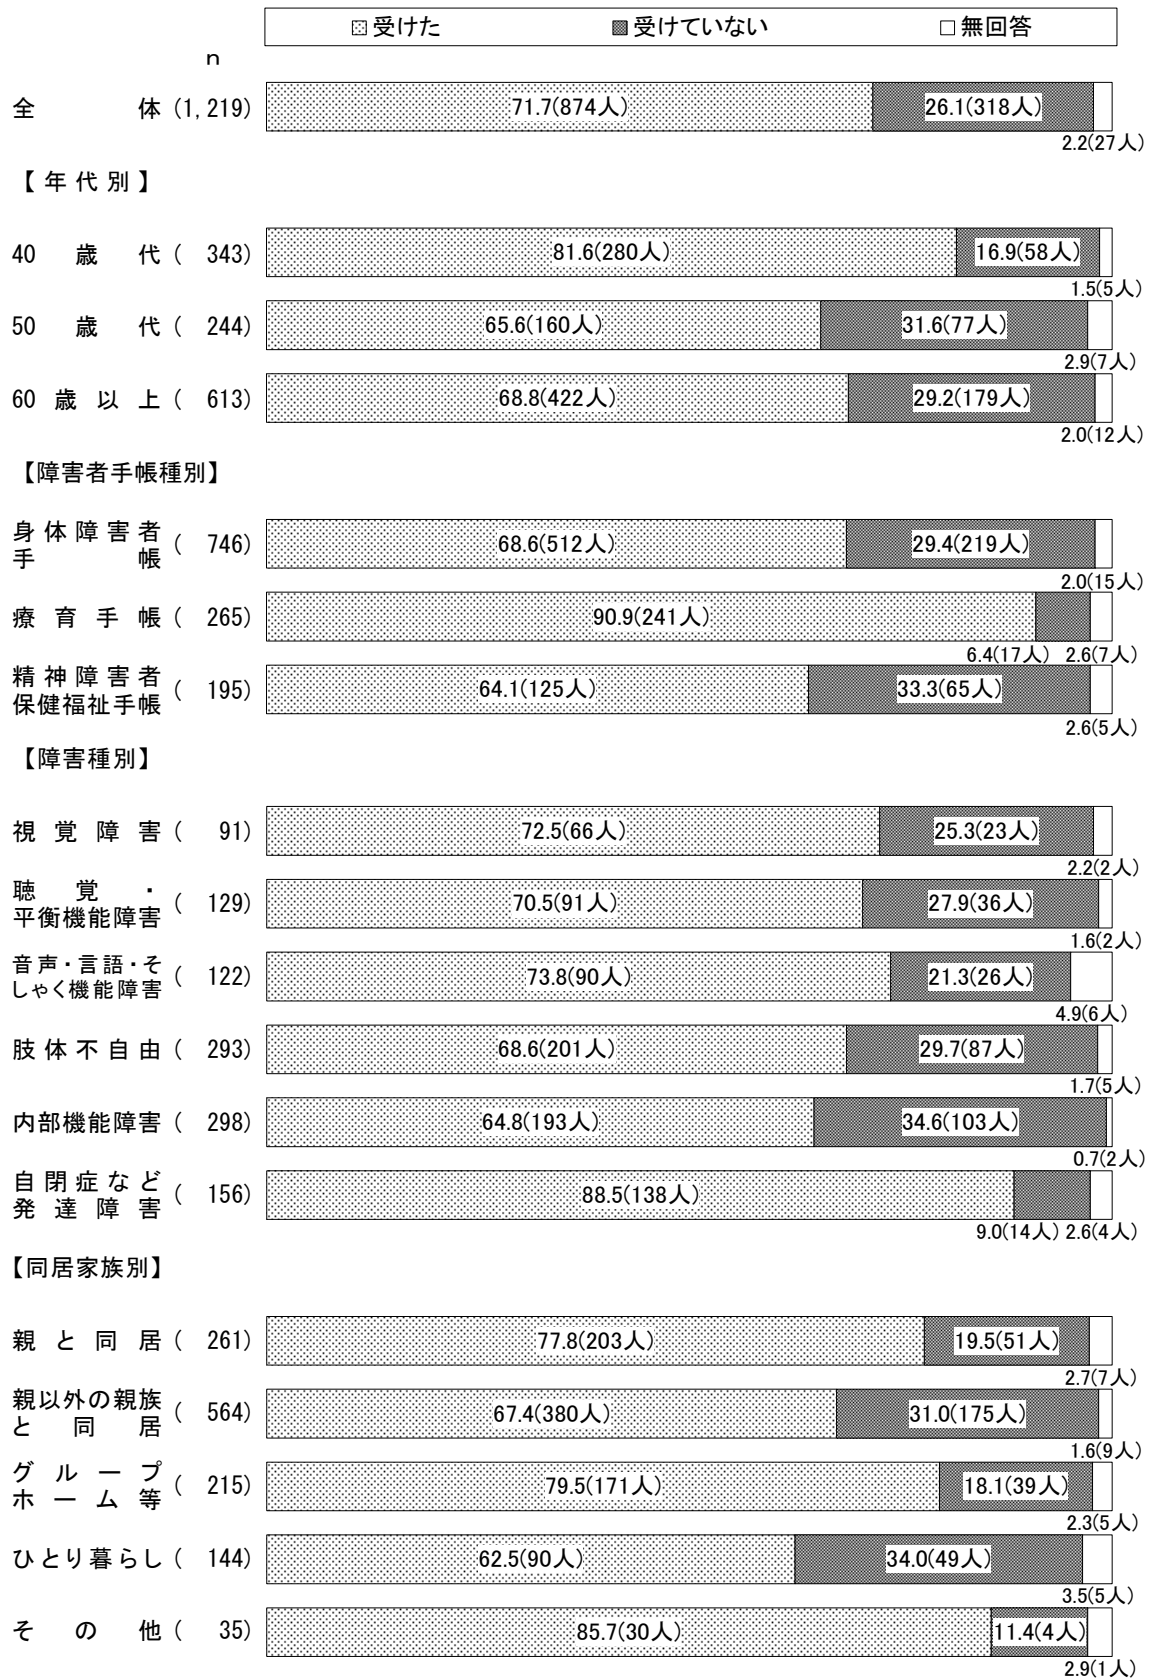 受けた 受けていない 無回答
n
全体(1,219) 71.7(874人) 26.1(318人)
2.2(27人)
【年代別】
40歳代( 343) 81.6(280人) 16.9(58人)
1.5(5人)
50歳代( 244) 65.6(160人) 31.6(77人)
2.9(7人)
60歳以上( 613) 68.8(422人) 29.2(179人)
2.0(12人)
【障害者手帳種別】
身体障害者
手帳( 746) 68.6(512人) 29.4(219人)
2.0(15人)
療育手帳( 265) 90.9(241人)
6.4(17人) 2.6(7人)
精神障害者
保健福祉手帳( 195) 64.1(125人) 33.3(65人)
2.6(5人)
【障害種別】
視覚障害( 91) 72.5(66人) 25.3(23人)
2.2(2人)
聴覚・
平衡機能障害( 129) 70.5(91人) 27.9(36人)
1.6(2人)
音声・言語・そ
しゃく機能障害( 122) 73.8(90人) 21.3(26人)
4.9(6人)
肢体不自由( 293) 68.6(201人) 29.7(87人)
1.7(5人)
内部機能障害( 298) 64.8(193人) 34.6(103人)
0.7(2人)
自閉症など
発達障害( 156) 88.5(138人)
9.0(14人) 2.6(4人)
【同居家族別】
親と同居( 261) 77.8(203人) 19.5(51人)
2.7(7人)
親以外の親族
と同居( 564) 67.4(380人) 31.0(175人)
1.6(9人)
グループ
ホーム等( 215) 79.5(171人) 18.1(39人)
2.3(5人)
ひとり暮らし( 144) 62.5(90人) 34.0(49人)
3.5(5人)
その他( 35) 85.7(30人) 11.4(4人)
2.9(1人)